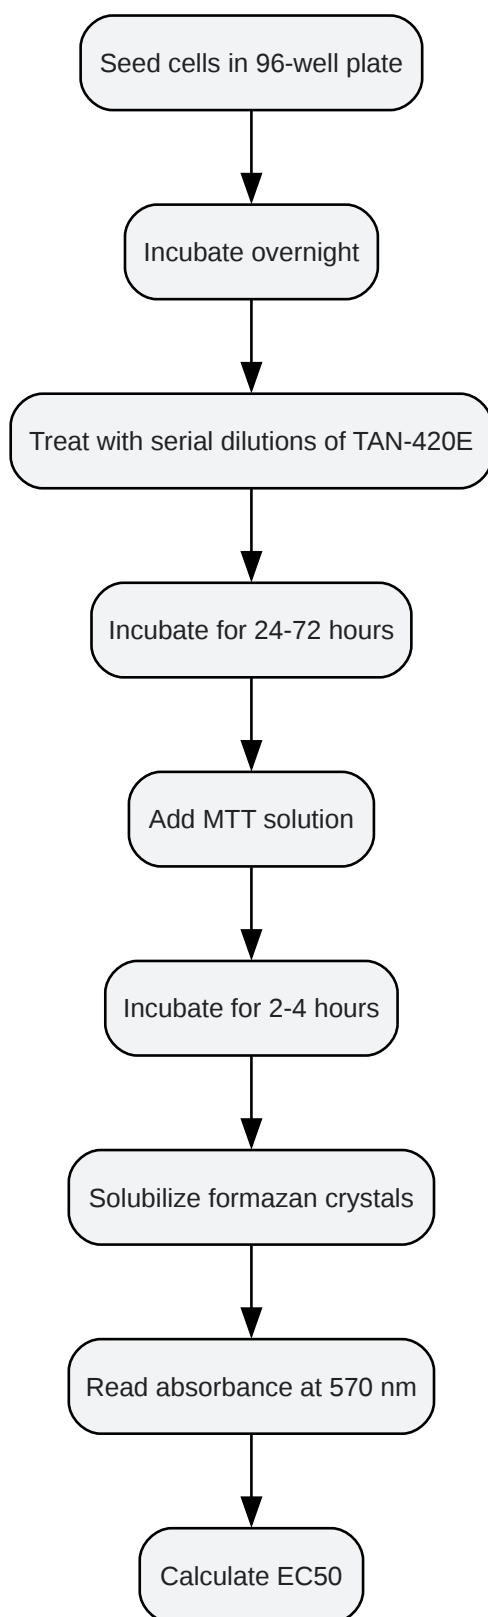 Seed cells in 96-well plate
Incubate overnight
Treat with serial dilutions of TAN-420E
Incubate for 24-72 hours
Add MTT solution
Incubate for 2-4 hours
Solubilize formazan crystals
Read absorbance at 570 nm
Calculate EC50